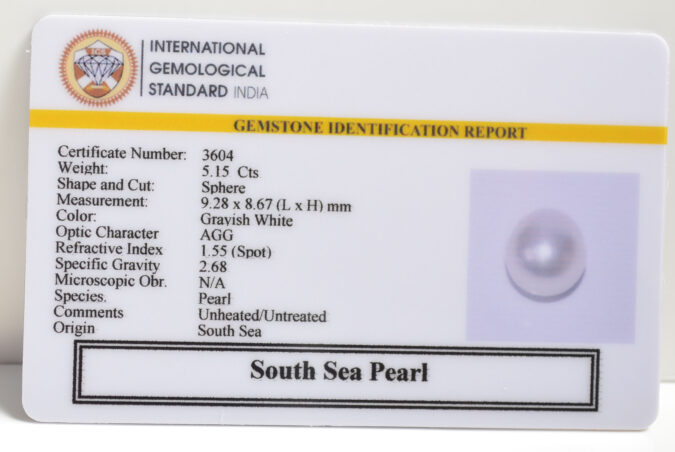 INTERNATIONAL
GEMOLOGICAL
STANDARD INDIA
GEMSTONE IDENTIFICATION REPORT
Certificate Number: 3604
Weight: 5.15 Cts
Shape and Cut: Sphere
Measurement: 9.28 x 8.67 (L x H) mm
Color: Grayish White
Optic Character AGG
Refractive Index 1.55 (Spot)
Specific Gravity 2.68
Microscopic Obr. N/A
Species. Pearl
Comments Unheated/Untreated
Origin South Sea
South Sea Pearl